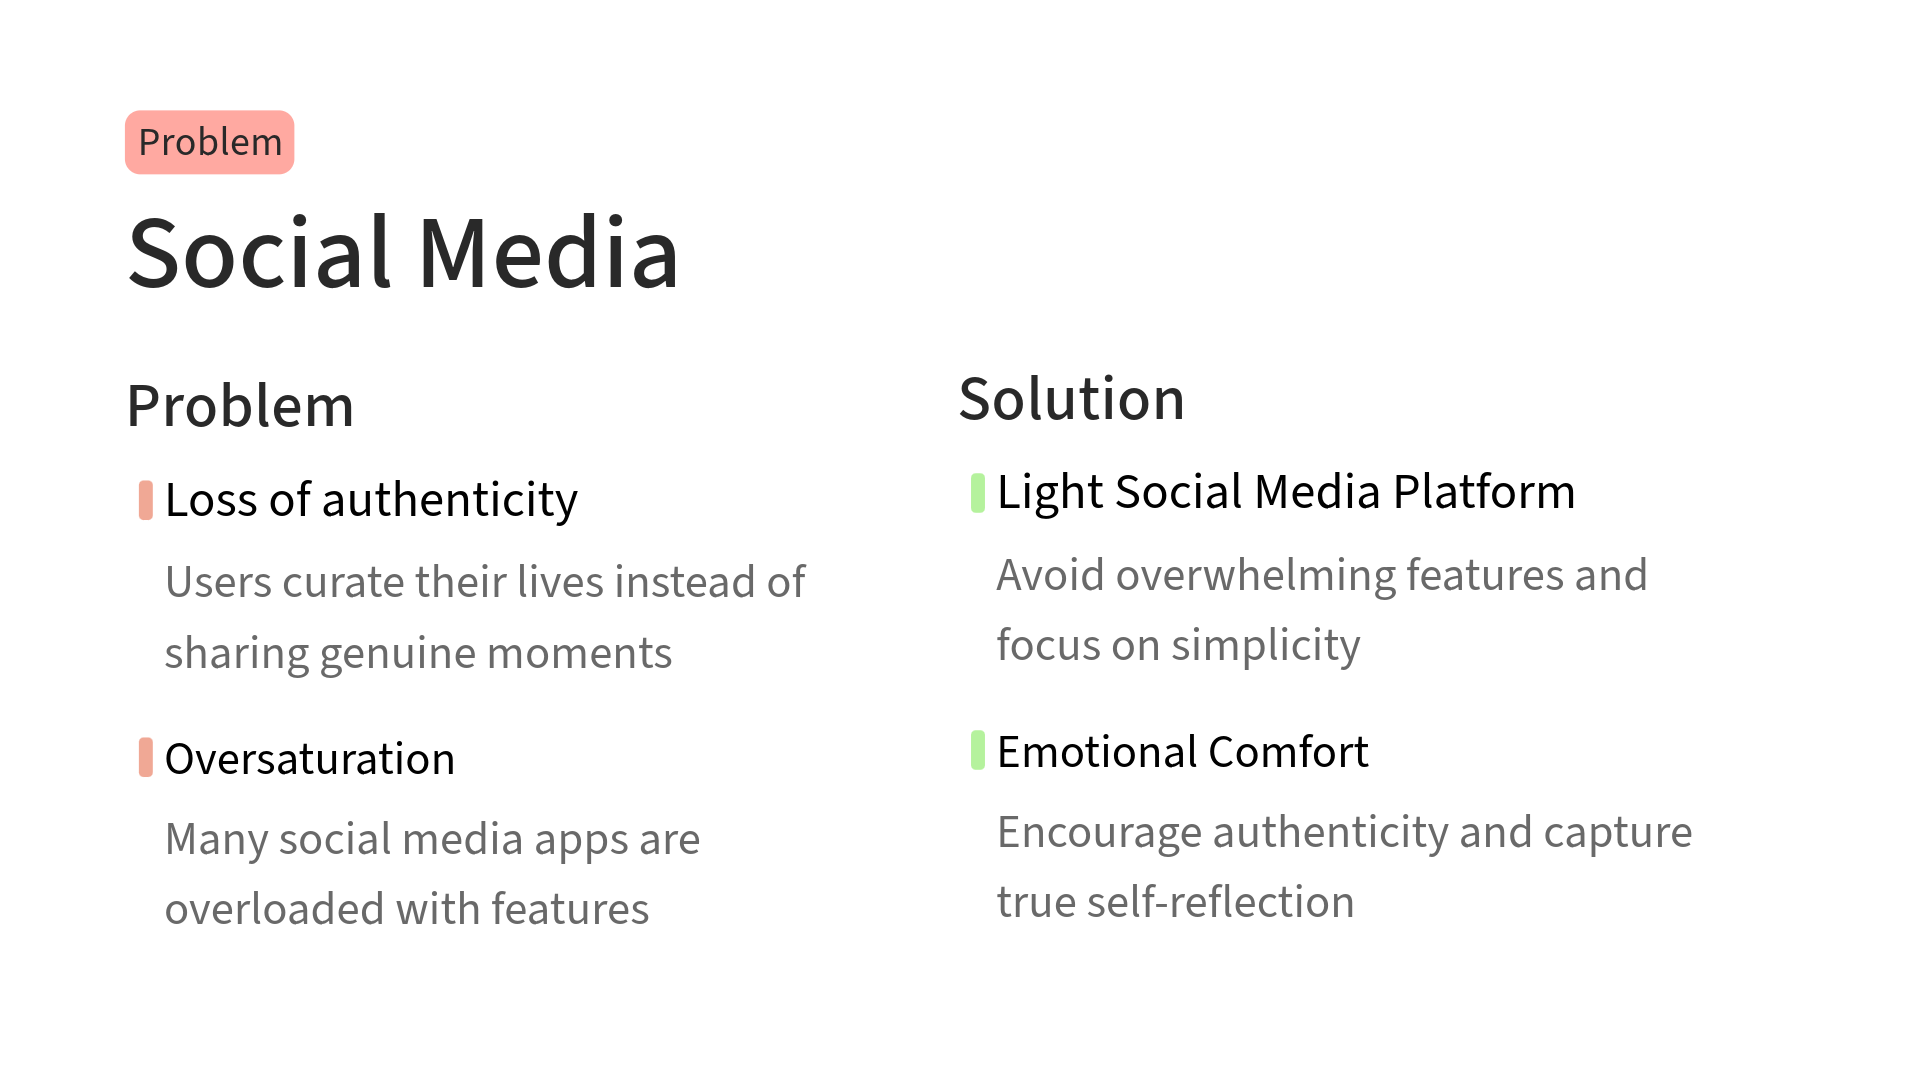 Problem
Social Media
Problem
Loss of authenticity
Users curate their lives instead of
sharing genuine moments
Oversaturation
Many social media apps are
overloaded with features
Solution
Light Social Media Platform
Avoid overwhelming features and
focus on simplicity
Emotional Comfort
Encourage authenticity and capture
true self-reflection